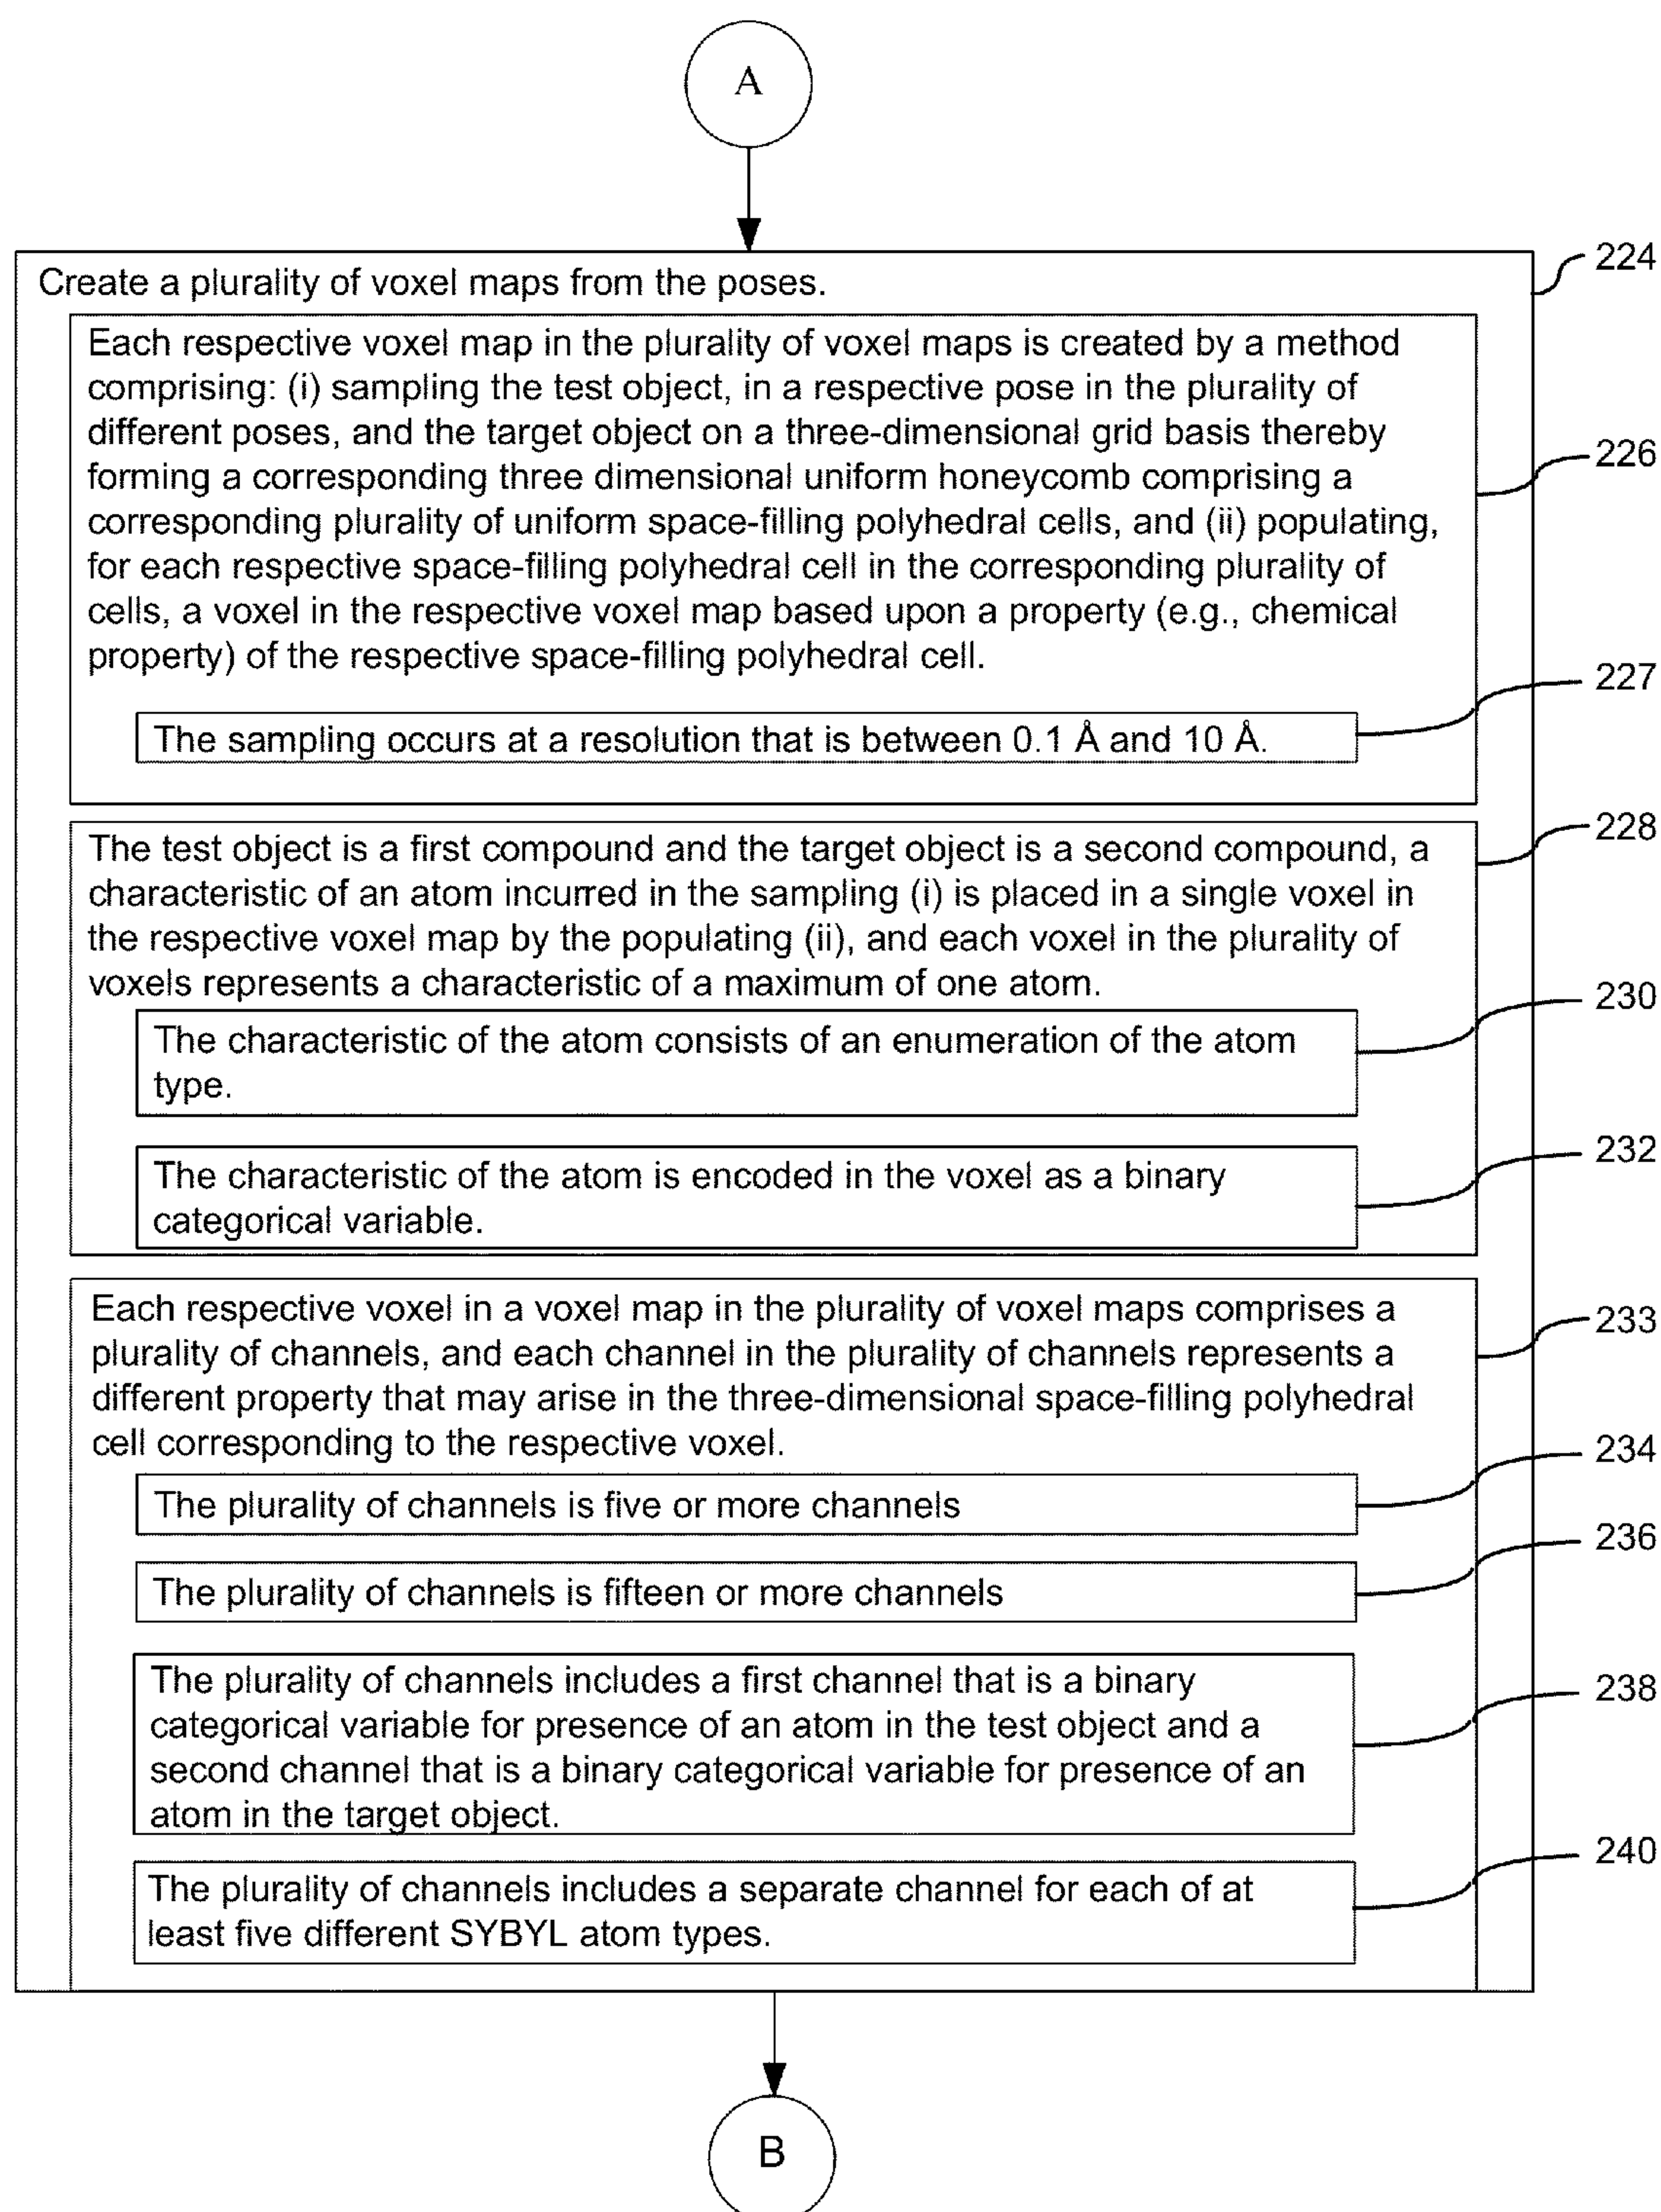 A
Create a plurality of voxel maps from the poses.
224
Each respective voxel map in the plurality of voxel maps is created by a method
comprising: (i) sampling the test object, in a respective pose in the plurality of
different poses, and the target object on a three-dimensional grid basis thereby
forming a corresponding three dimensional uniform honeycomb comprising a
corresponding plurality of uniform space-filling polyhedral cells, and (ii) populating,
for each respective space-filling polyhedral cell in the corresponding plurality of
cells, a voxel in the respective voxel map based upon a property (e.g., chemical
property) of the respective space-filling polyhedral cell.
226
The sampling occurs at a resolution that is between 0.1 Å and 10 Å.
227
The test object is a first compound and the target object is a second compound, a
characteristic of an atom incurred in the sampling (i) is placed in a single voxel in
the respective voxel map by the populating (ii), and each voxel in the plurality of
voxels represents a characteristic of a maximum of one atom.
228
The characteristic of the atom consists of an enumeration of the atom
type.
230
The characteristic of the atom is encoded in the voxel as a binary
categorical variable.
232
Each respective voxel in a voxel map in the plurality of voxel maps comprises a
plurality of channels, and each channel in the plurality of channels represents a
different property that may arise in the three-dimensional space-filling polyhedral
cell corresponding to the respective voxel.
233
The plurality of channels is five or more channels
234
The plurality of channels is fifteen or more channels
236
The plurality of channels includes a first channel that is a binary
categorical variable for presence of an atom in the test object and a
second channel that is a binary categorical variable for presence of an
atom in the target object.
238
The plurality of channels includes a separate channel for each of at
least five different SYBYL atom types.
240
B